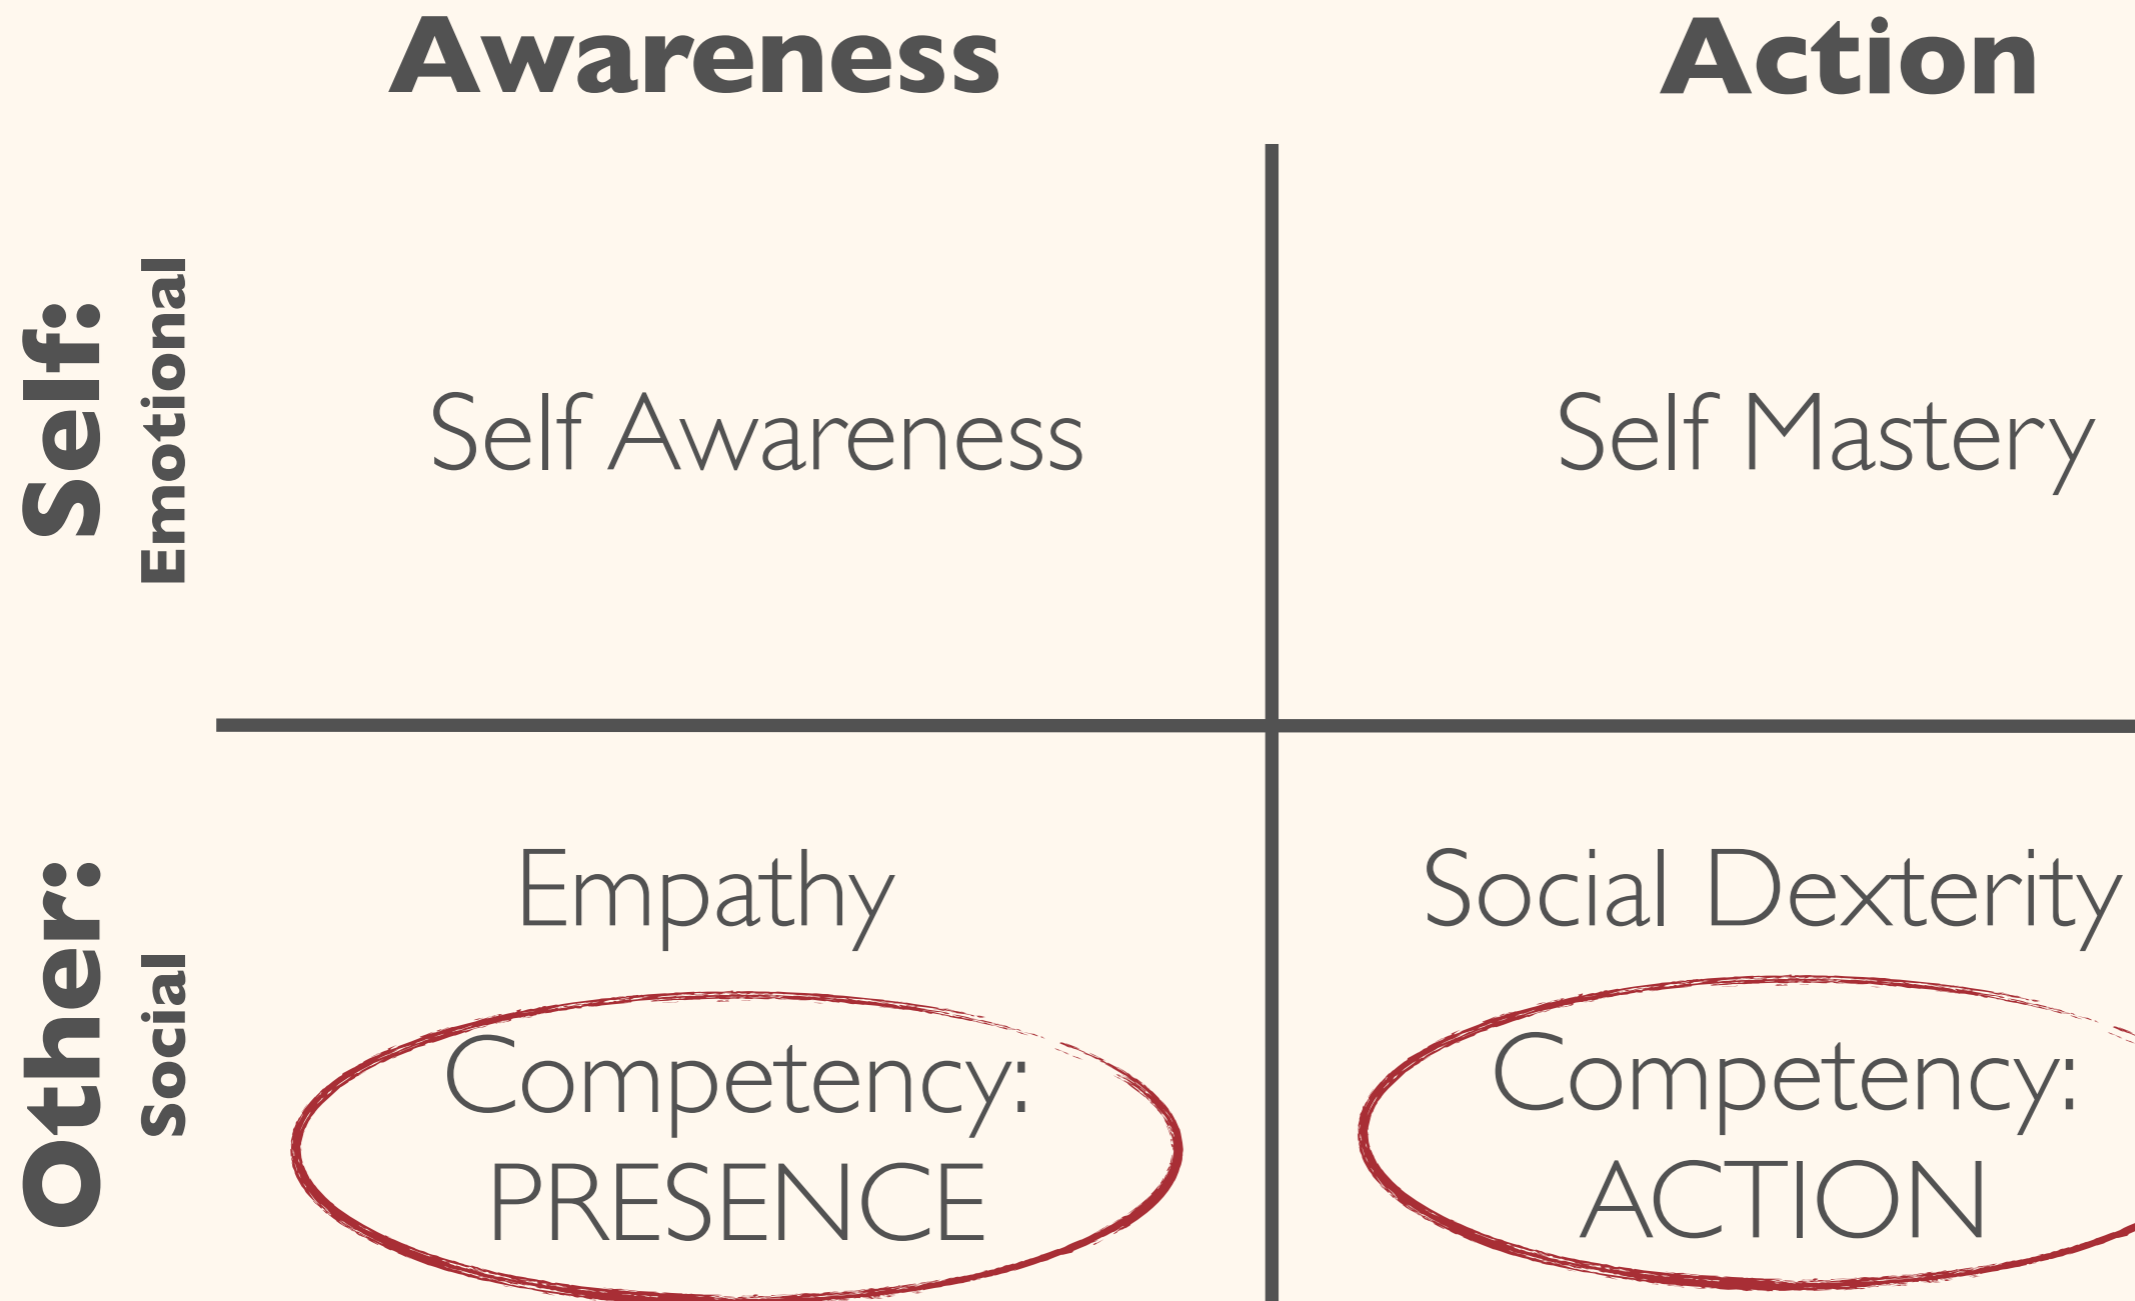 Awareness
Action
Self:
Emotional
Self Awareness
Self Mastery
Other:
Social
Empathy
Competency:
PRESENCE
Social Dexterity
Competency:
ACTION